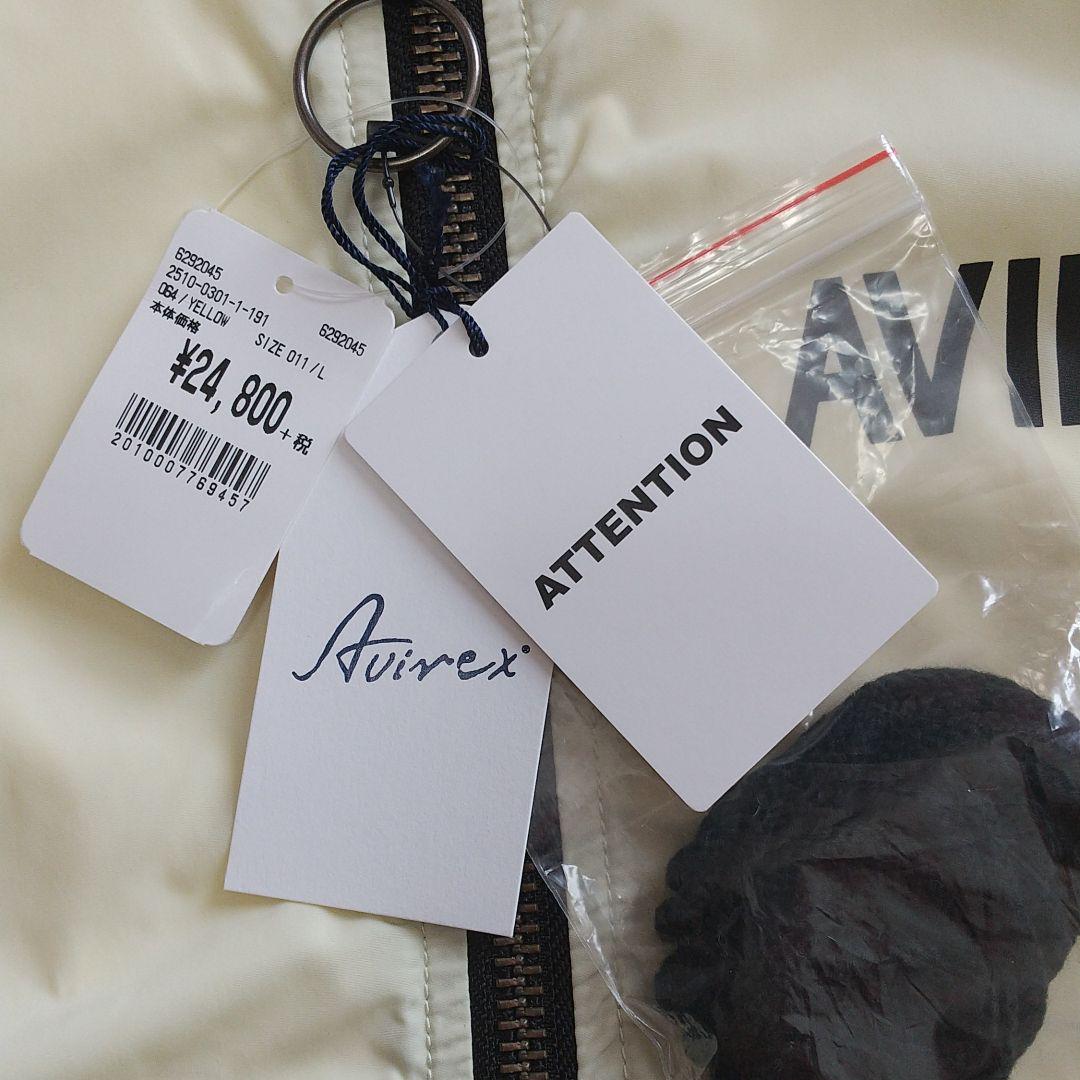 6292045
2510-0301-1-191
064/YELLOW
SIZE 011/L
6292045
本体価格
¥24,800+税
2010007769457
Avirex®
ATTENTION
AVI